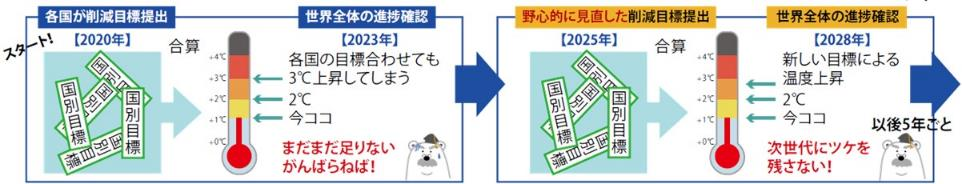 スタート!
各国が削減目標提出
世界全体の進捗確認
【2020年】
合算
【2023年】
国別目標
国別目標
国別目標
国別目標
国別目標
+4℃
+3℃
+2℃
+1℃
+0℃
各国の目標合わせても
3℃上昇してしまう
2℃
今ココ
まだまだ足りない
がんばらねば!
野心的に見直した削減目標提出
世界全体の進捗確認
【2025年】
合算
【2028年】
国別目標
国別目標
国別目標
国別目標
国別目標
+4℃
+3℃
+2℃
+1℃
+0℃
新しい目標による
温度上昇
2℃
今ココ
次世代にツケを
残さない!
以後5年ごと